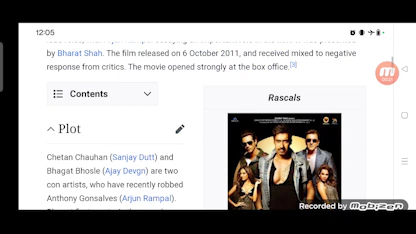 12:05
by Bharat Shah. The film released on 6 October 2011, and received mixed to negative
response from critics. The movie opened strongly at the box office.[3]
Contents
Rascals
Plot
Chetan Chauhan (Sanjay Dutt) and
Bhagat Bhosle (Ajay Devgn) are two
con artists, who have recently robbed
Anthony Gonsalves (Arjun Rampal).
Recorded by
MOBIZEN